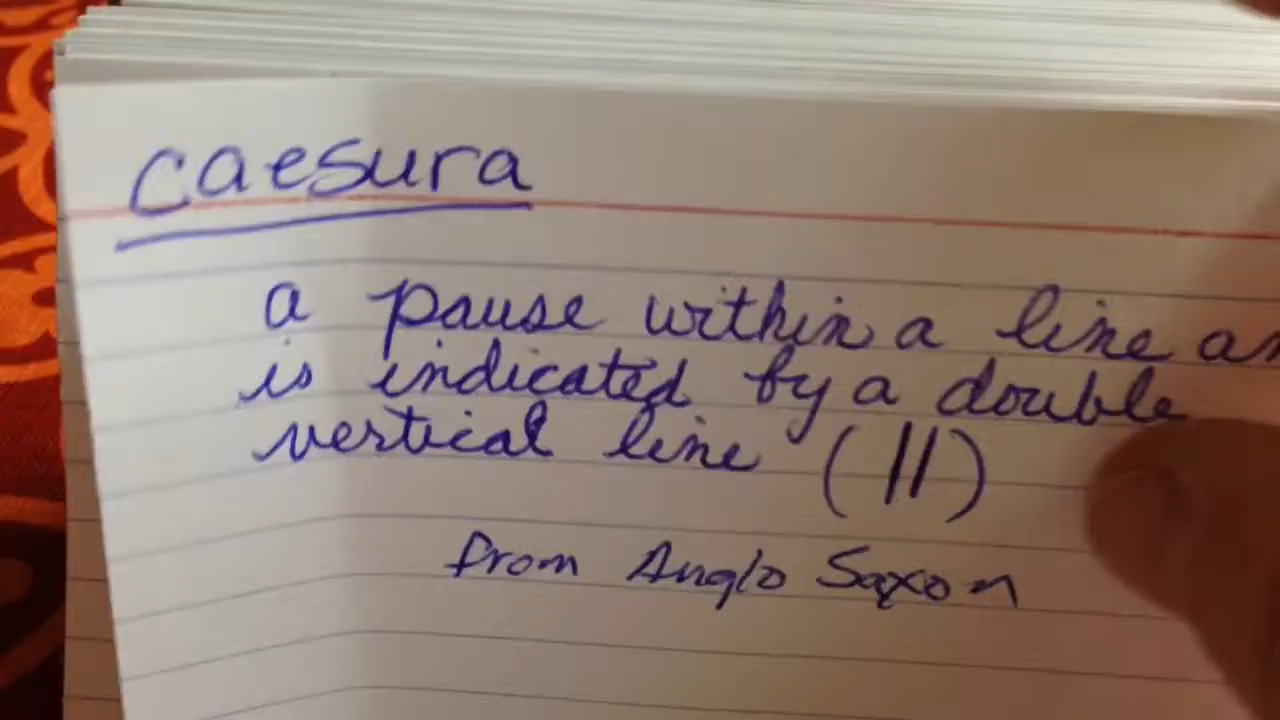 caesura
a pause within a line
is indicated by a double
vertical line (||)
from Anglo Saxon